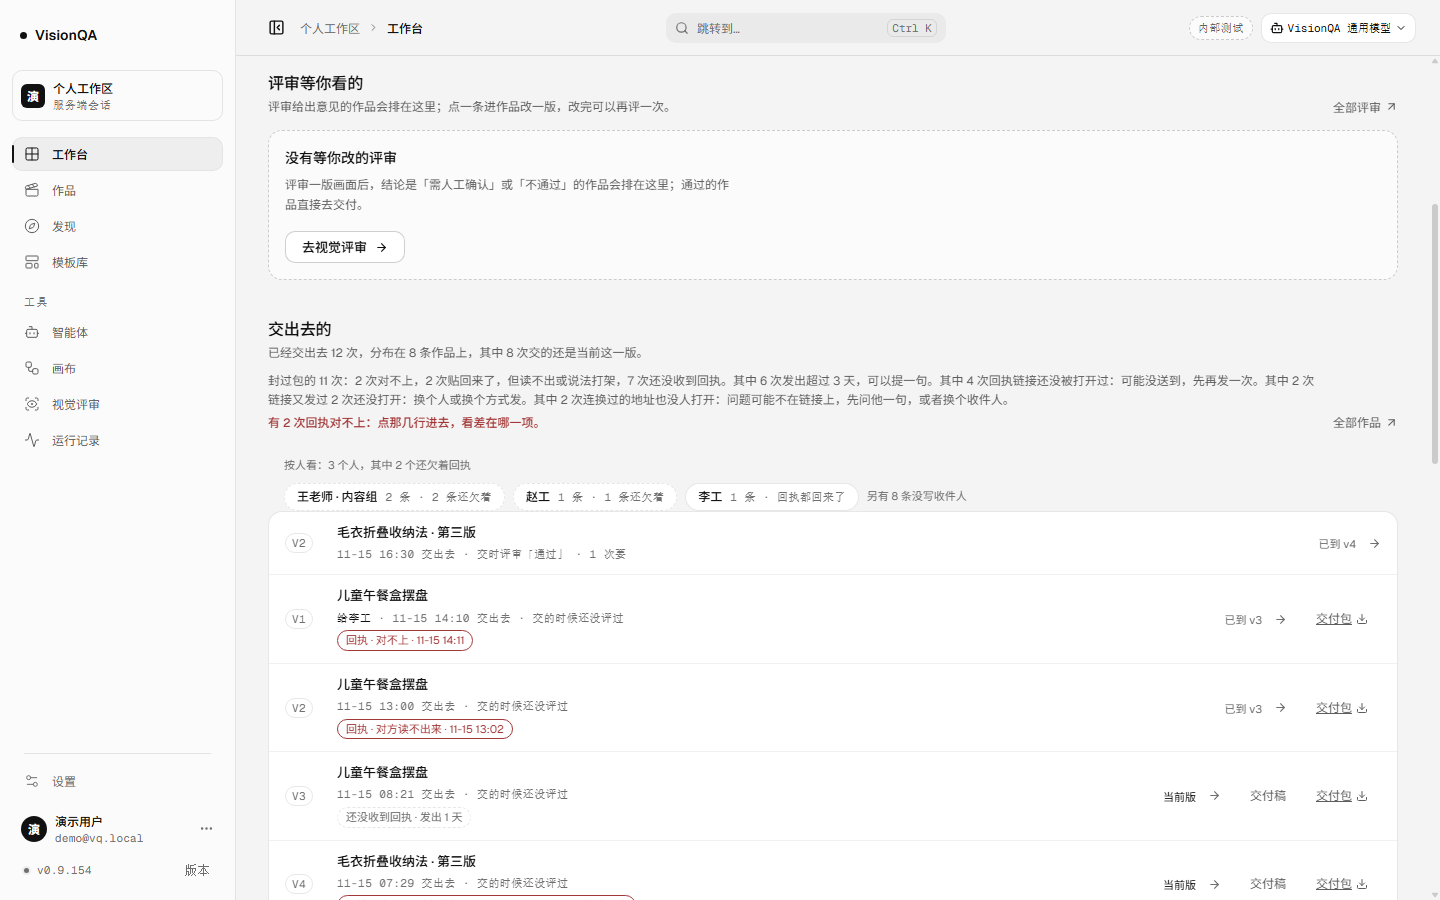 VisionQA
演
个人工作区
服务端会话
工作台
作品
发现
模板库
工具
智能体
画布
视觉评审
运行记录
设置
演
演示用户
demo@vq.local
v0.9.154
版本
个人工作区
工作台
跳转到...
Ctrl K
内部测试
VisionQA 通用模型
评审等你看的
评审给出意见的作品会排在这里；点一条进作品改一版，改完可以再评一次。
全部评审
没有等你改的评审
评审一版画面后，结论是「需人工确认」或「不通过」的作品会排在这里；通过的作
品直接去交付。
去视觉评审
交出去的
已经交出去 12 次，分布在 8 条作品上，其中 8 次交的还是当前这一版。
封过包的 11 次：2 次对不上，2 次贴回来了，但读不出或说法打架，7 次还没收到回执。其中 6 次发出超过 3 天，可以提一句。其中 4 次回执链接还没被打开过：可能没送到，先再发一次。其中 2 次
链接又发过 2 次还没打开：换个人或换个方式发。其中 2 次连换过的地址也没人打开：问题可能不在链接上，先问他一句，或者换个收件人。
有 2 次回执对不上：点那几行进去，看差在哪一项。
全部作品
按人看：3 个人，其中 2 个还欠着回执
王老师 · 内容组 2 条 · 2 条还欠着
赵工 1 条 · 1 条还欠着
李工 1 条 · 回执都回来了
另有 8 条没写收件人
V2
毛衣折叠收纳法 · 第三版
11-15 16:30 交出去 · 交时评审「通过」 · 1 次要
已到 v4
V1
儿童午餐盒摆盘
给李工 · 11-15 14:10 交出去 · 交的时候还没评过
回执 · 对不上 · 11-15 14:11
已到 v3
交付包
V2
儿童午餐盒摆盘
11-15 13:00 交出去 · 交的时候还没评过
回执 · 对方读不出来 · 11-15 13:02
已到 v3
交付包
V3
儿童午餐盒摆盘
11-15 08:21 交出去 · 交的时候还没评过
还没收到回执 · 发出 1 天
当前版
交付稿
交付包
V4
毛衣折叠收纳法 · 第三版
11-15 07:29 交出去 · 交的时候还没评过
当前版
交付稿
交付包